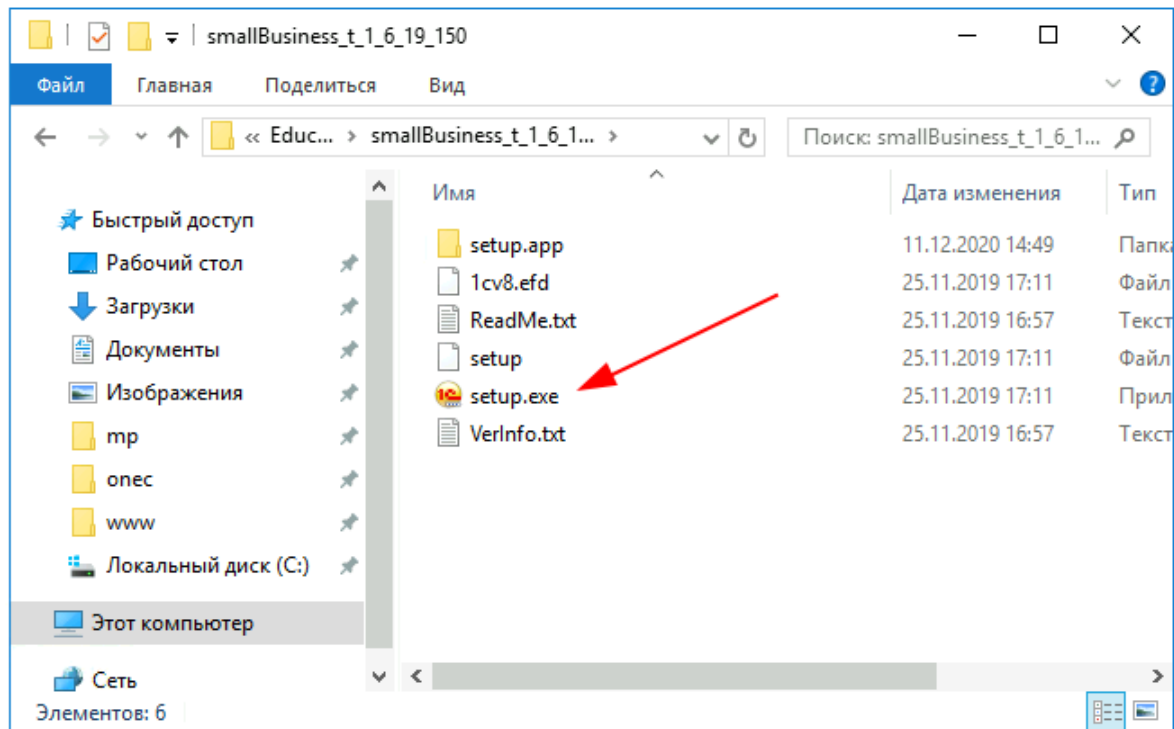 smallBusiness_t_1_6_19_150
Файл Главная Поделиться Вид
« Educ... › smallBusiness_t_1_6_1... › Поиск: smallBusiness_t_1_6_1...
Имя Дата изменения Тип
Быстрый доступ
Рабочий стол
Загрузки
Документы
Изображения
mp
onec
www
Локальный диск (C:)
Этот компьютер
Сеть
setup.app 11.12.2020 14:49 Папка
1cv8.efd 25.11.2019 17:11 Файл
ReadMe.txt 25.11.2019 16:57 Текст
setup 25.11.2019 17:11 Файл
setup.exe 25.11.2019 17:11 Прил
VerInfo.txt 25.11.2019 16:57 Текст
Элементов: 6